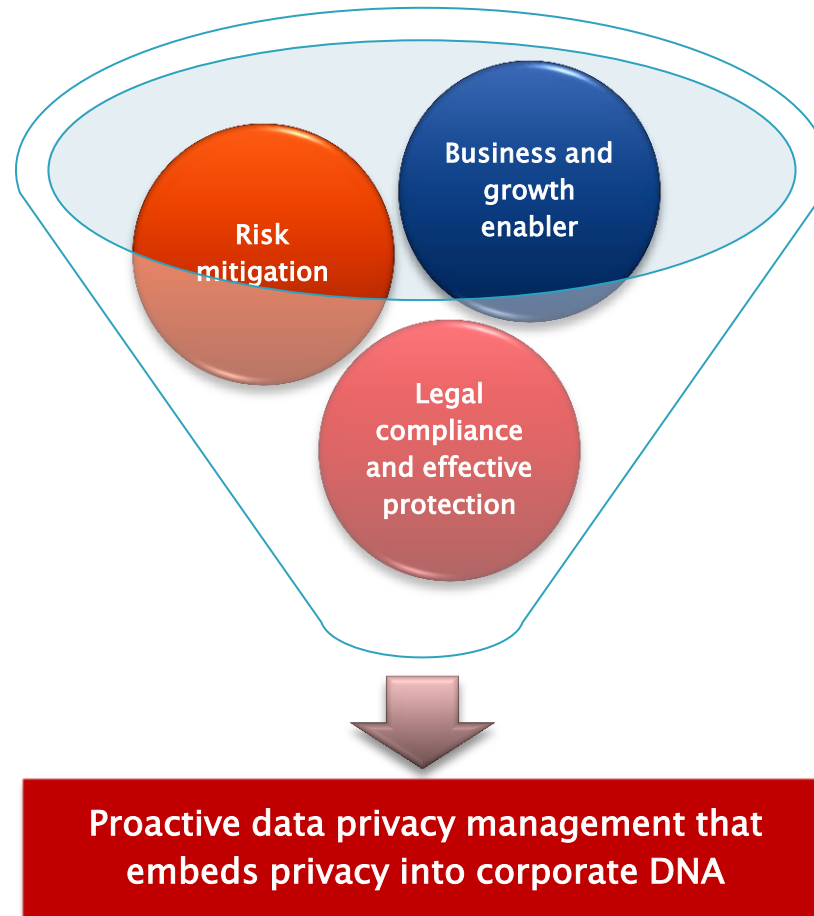 Business and
growth
enabler
Risk
mitigation
Legal
compliance
and effective
protection
Proactive data privacy management that
embeds privacy into corporate DNA